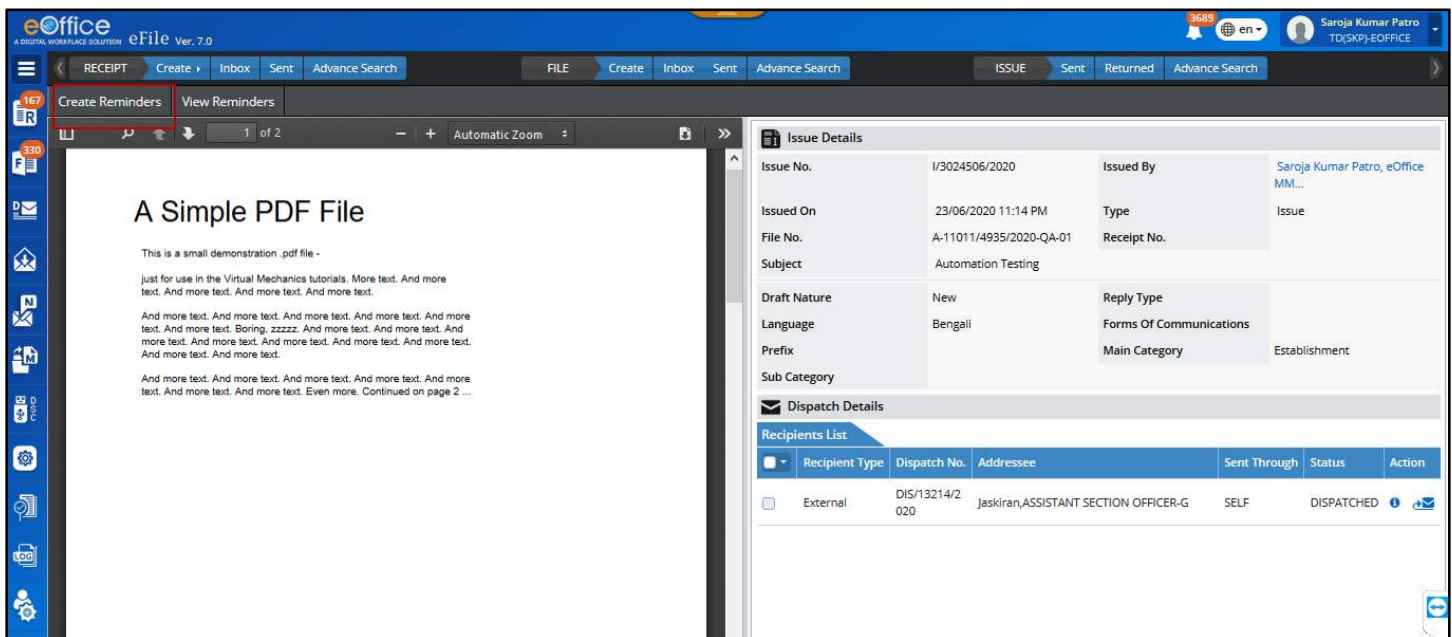 eOffice
A DIGITAL WORKPLACE SOLUTION eFile Ver. 7.0
3689
en
Saroja Kumar Patro
TD(SKP)-EOFFICE
RECEIPT Create Inbox Sent Advance Search FILE Create Inbox Sent Advance Search ISSUE Sent Returned Advance Search
Create Reminders View Reminders
167
R
330
F
D
N
M
DSC
LOG
1 of 2 Automatic Zoom
A Simple PDF File
This is a small demonstration .pdf file -
just for use in the Virtual Mechanics tutorials. More text. And more
text. And more text. And more text. And more text.
And more text. And more text. And more text. And more text. And more
text. And more text. Boring, zzzzz. And more text. And more text. And
more text. And more text. And more text. And more text. And more text.
And more text. And more text.
And more text. And more text. And more text. And more text. And more
text. And more text. And more text. Even more. Continued on page 2 ...
Issue Details
Issue No. I/3024506/2020 Issued By Saroja Kumar Patro, eOffice
MM...
Issued On 23/06/2020 11:14 PM Type Issue
File No. A-11011/4935/2020-QA-01 Receipt No.
Subject Automation Testing
Draft Nature New Reply Type
Language Bengali Forms Of Communications
Prefix Main Category Establishment
Sub Category
Dispatch Details
Recipients List
Recipient Type Dispatch No. Addressee Sent Through Status Action
External DIS/13214/2 Jaskiran,ASSISTANT SECTION OFFICER-G SELF DISPATCHED
020